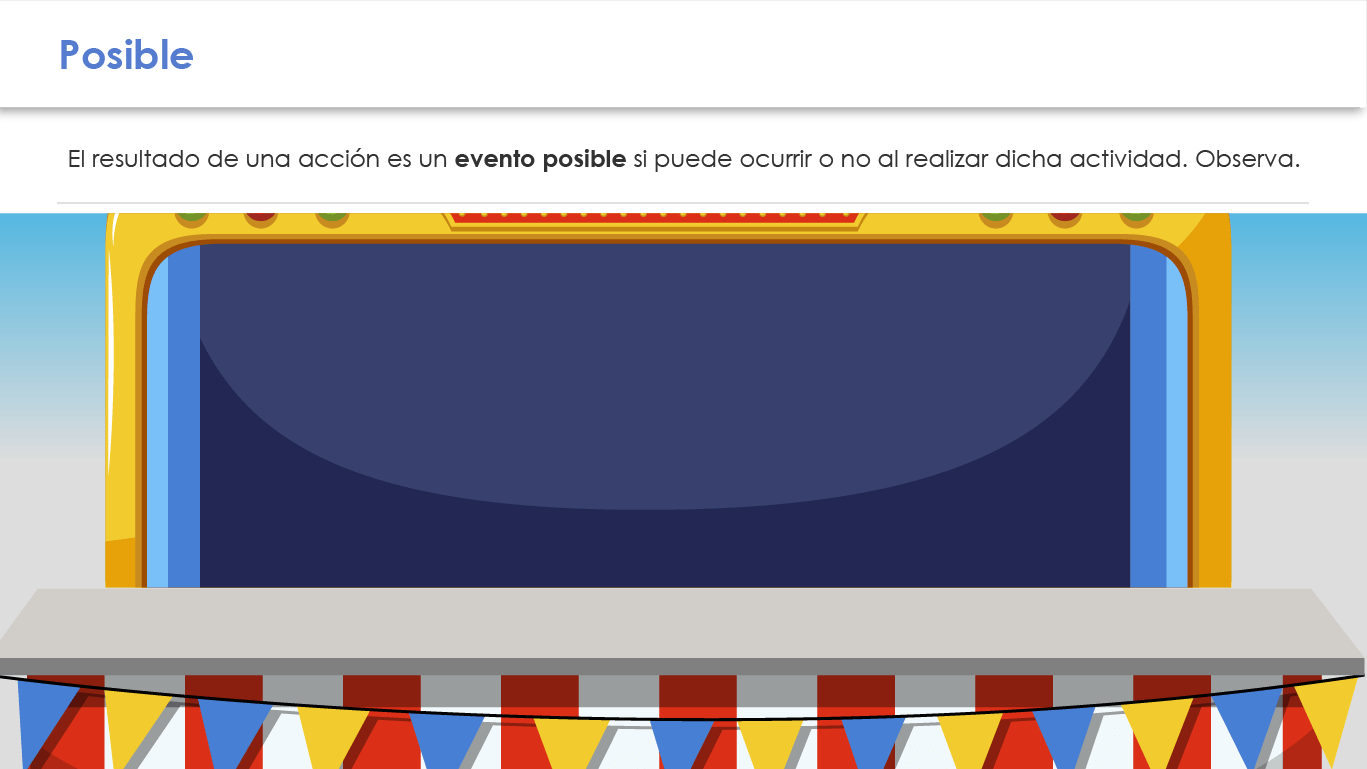 Posible
El resultado de una acción es un evento posible si puede ocurrir o no al realizar dicha actividad. Observa.